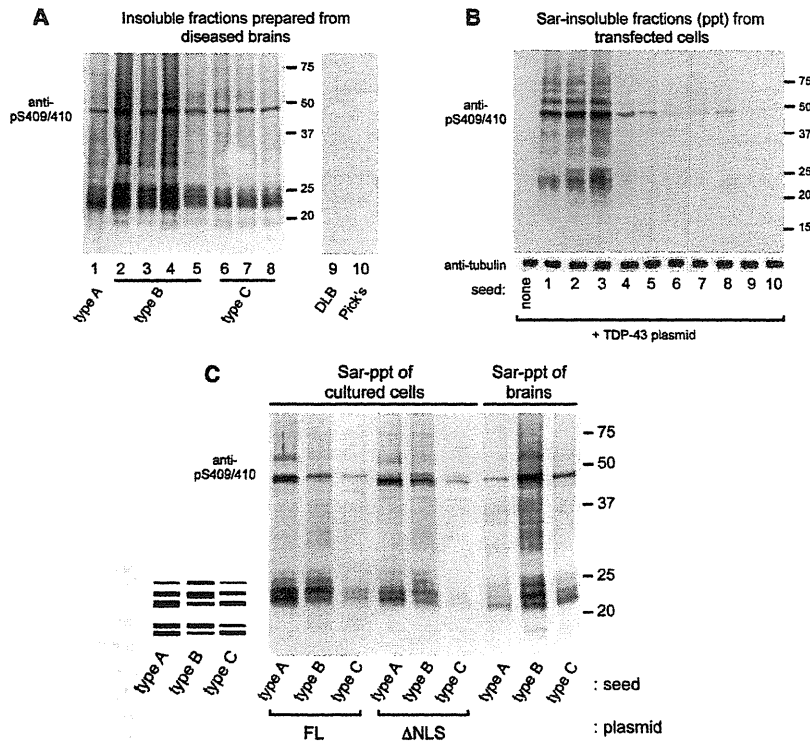 A
Insoluble fractions prepared from
diseased brains
anti-
pS409/410
75
50
37
25
20
1 2 3 4 5 6 7 8 9 10
type A
type B
type C
DLB
Pick's
B
Sar-insoluble fractions (ppt) from
transfected cells
anti-
pS409/410
75
50
37
25
20
15
anti-tubulin
seed: none 1 2 3 4 5 6 7 8 9 10
+ TDP-43 plasmid
C
Sar-ppt of
cultured cells
Sar-ppt of
brains
anti-
pS409/410
75
50
37
25
20
type A type B type C
type A type B type C type A type B type C type A type B type C : seed
FL ΔNLS : plasmid